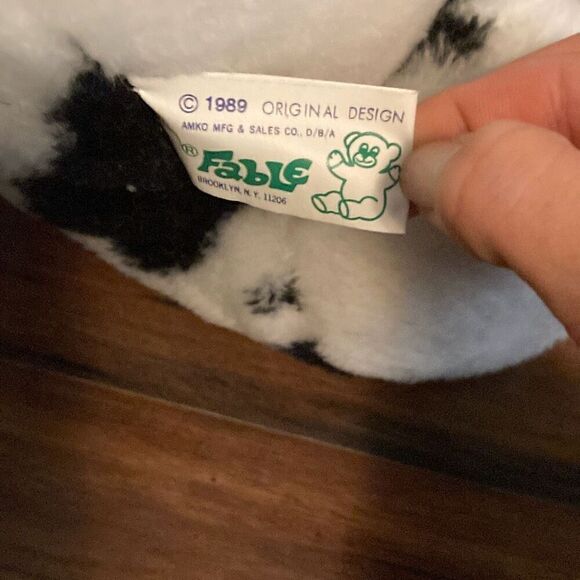 © 1989 ORIGINAL DESIGN
AMKO MFG & SALES CO., D/B/A
® Fable
BROOKLYN, N.Y. 11206